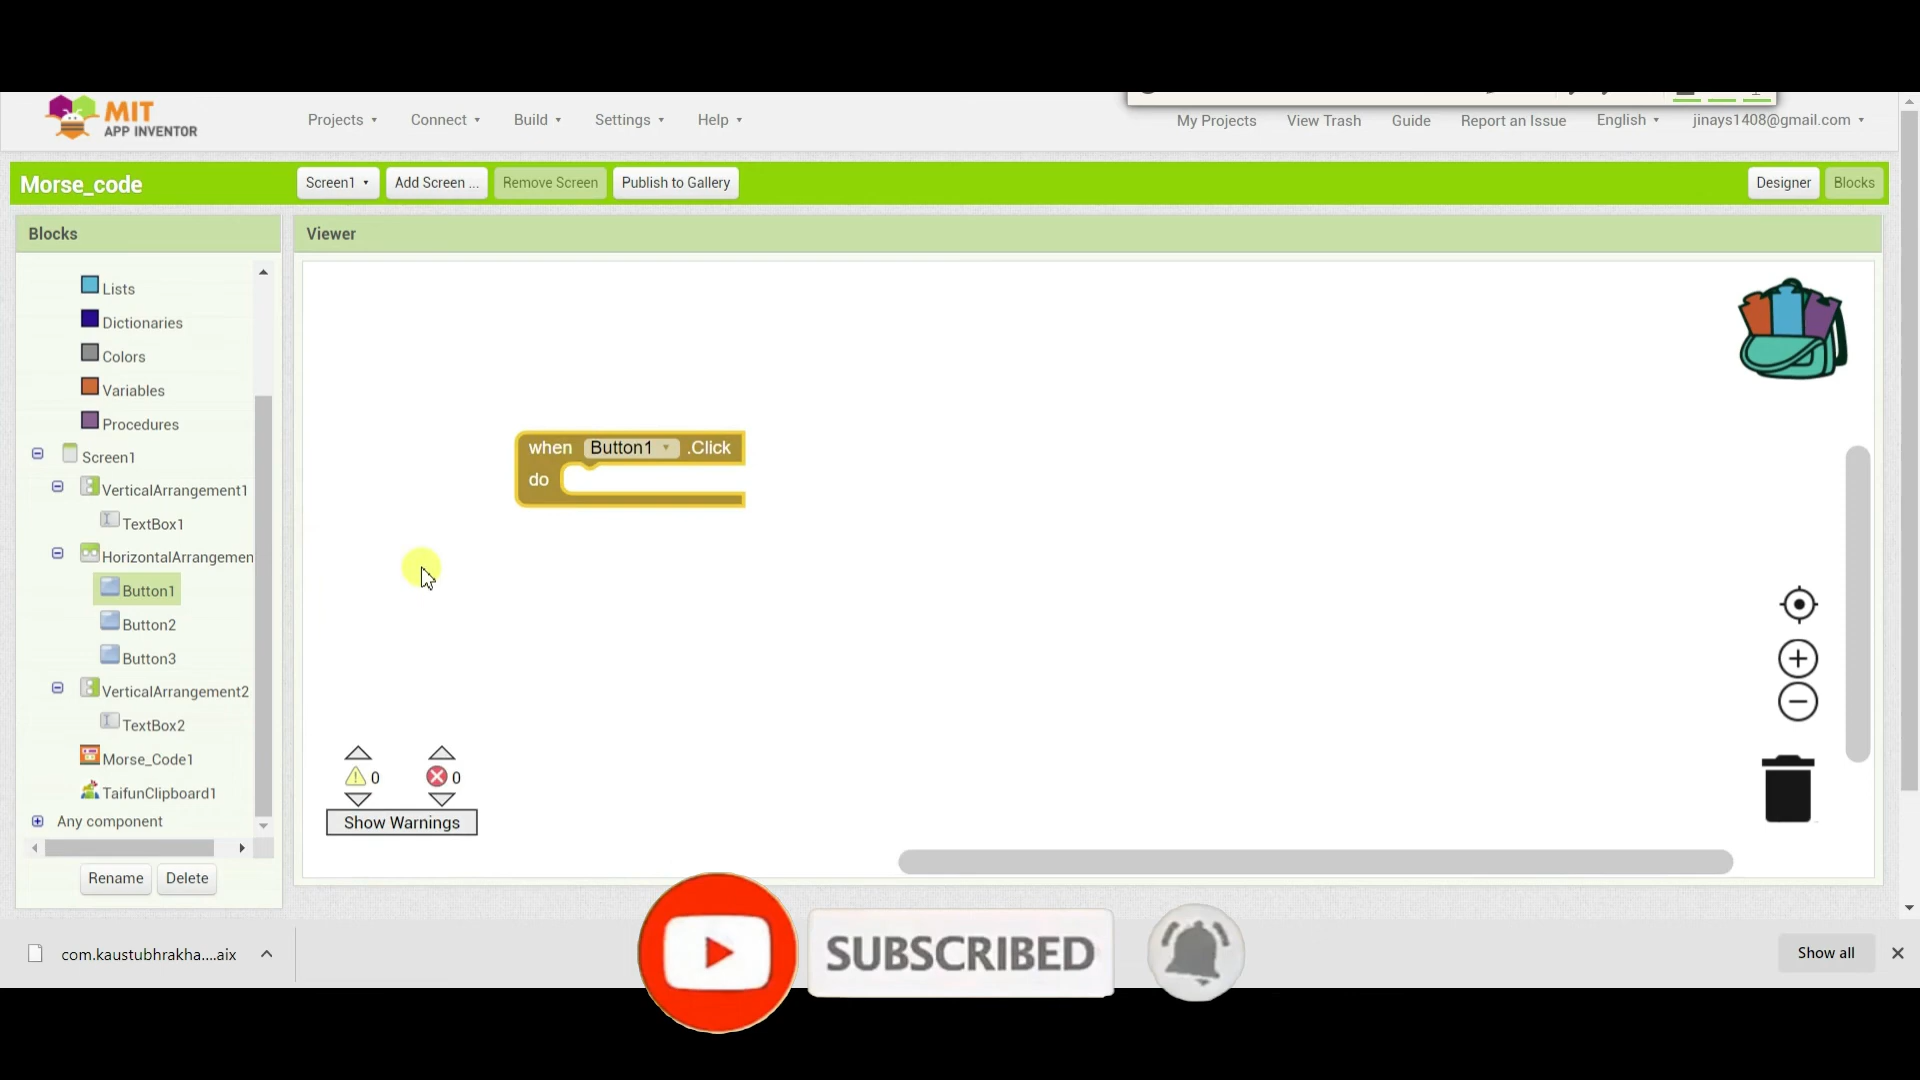 MIT
APP INVENTOR
Projects
Connect
Build
Settings
Help
My Projects
View Trash
Guide
Report an Issue
English
jinays1408@gmail.com
Morse_code
Screen1
Add Screen ...
Remove Screen
Publish to Gallery
Designer
Blocks
Blocks
Viewer
Lists
Dictionaries
Colors
Variables
Procedures
Screen1
VerticalArrangement1
TextBox1
HorizontalArrangemen
Button1
Button2
Button3
VerticalArrangement2
TextBox2
Morse_Code1
TaifunClipboard1
Any component
Rename
Delete
when Button1 .Click
do
0
0
Show Warnings
com.kaustubhrakha....aix
SUBSCRIBED
Show all